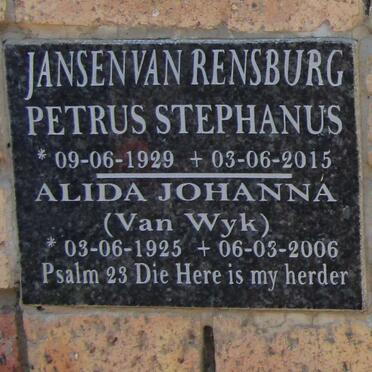 JANSEN VAN RENSBURG
PETRUS STEPHANUS
* 09-06-1929 + 03-06-2015
ALIDA JOHANNA
(Van Wyk)
* 03-06-1925 + 06-03-2006
Psalm 23 Die Here is my herder